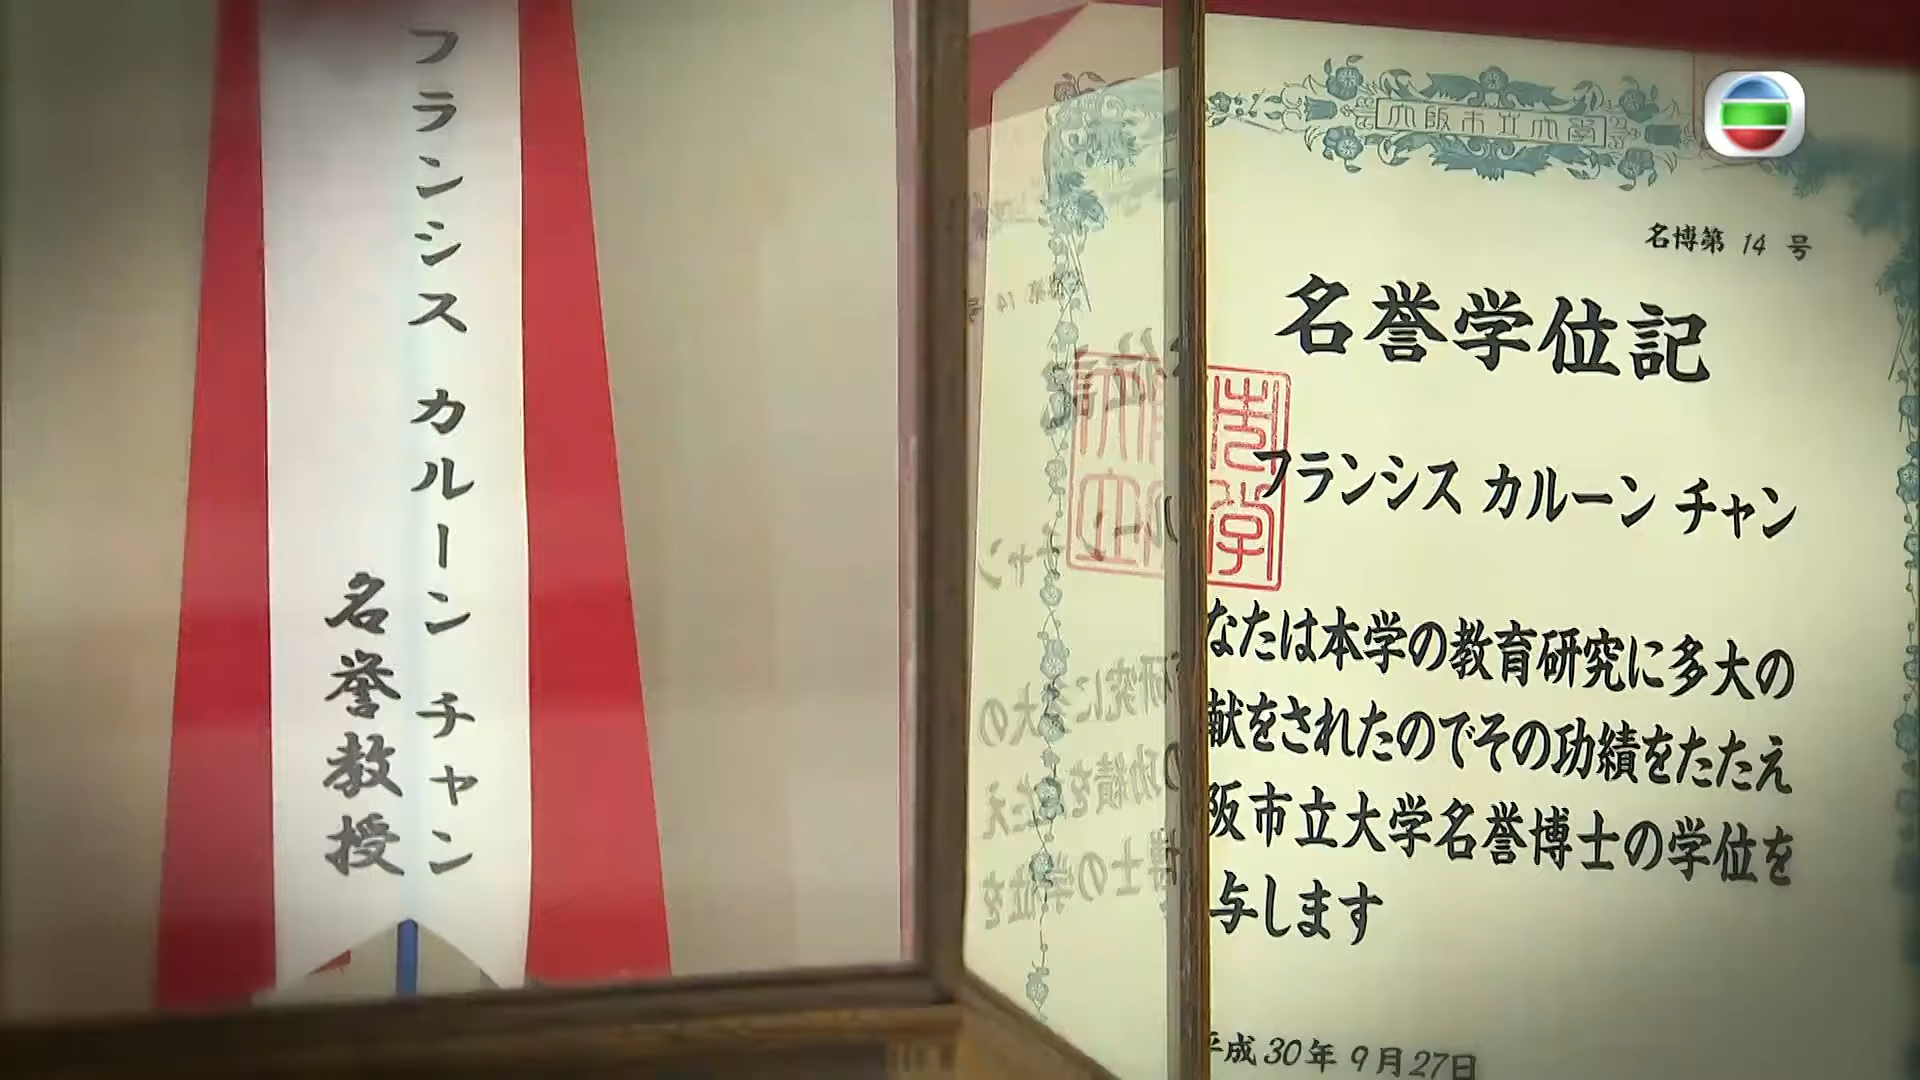 フランシス カルーン チャン
名誉教授
大阪市立大学
名博第 14 号
名誉学位記
フランシス カルーン チャン
なたは本学の教育研究に多大の
献をされたのでその功績をたたえ
阪市立大学名誉博士の学位を
与します
平成30年9月27日